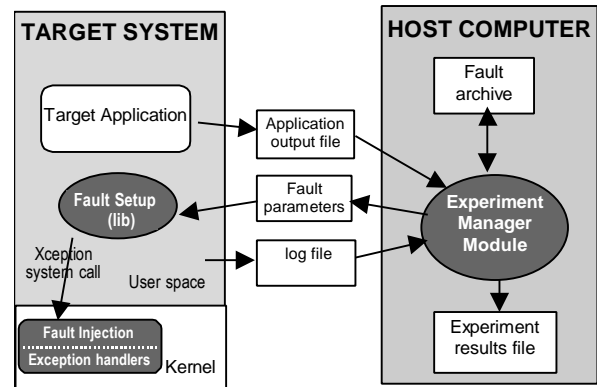 TARGET SYSTEM
Target Application
Fault Setup
(lib)
Xception
system call
User space
Fault Injection
Exception handlers
Kernel
Application
output file
Fault
parameters
log file
HOST COMPUTER
Fault
archive
Experiment
Manager
Module
Experiment
results file